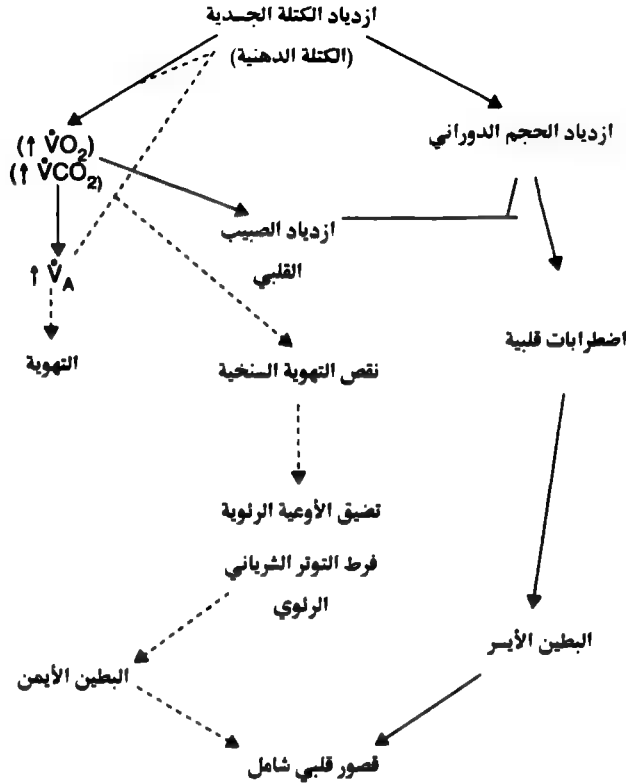 ازدياد الكتلة الجسدية
(الكتلة الدهنية)
ازدياد الحجم الدوراني
(↑ V̇O₂)
(↑ V̇CO₂)
ازدياد الصبيب
القلبي
↑ V̇A
اضطرابات قلبية
التهوية
نقص التهوية السنخية
تضيق الأوعية الرئوية
فرط التوتر الشرياني
الرئوي
البطين الأيسر
البطين الأيمن
قصور قلبي شامل